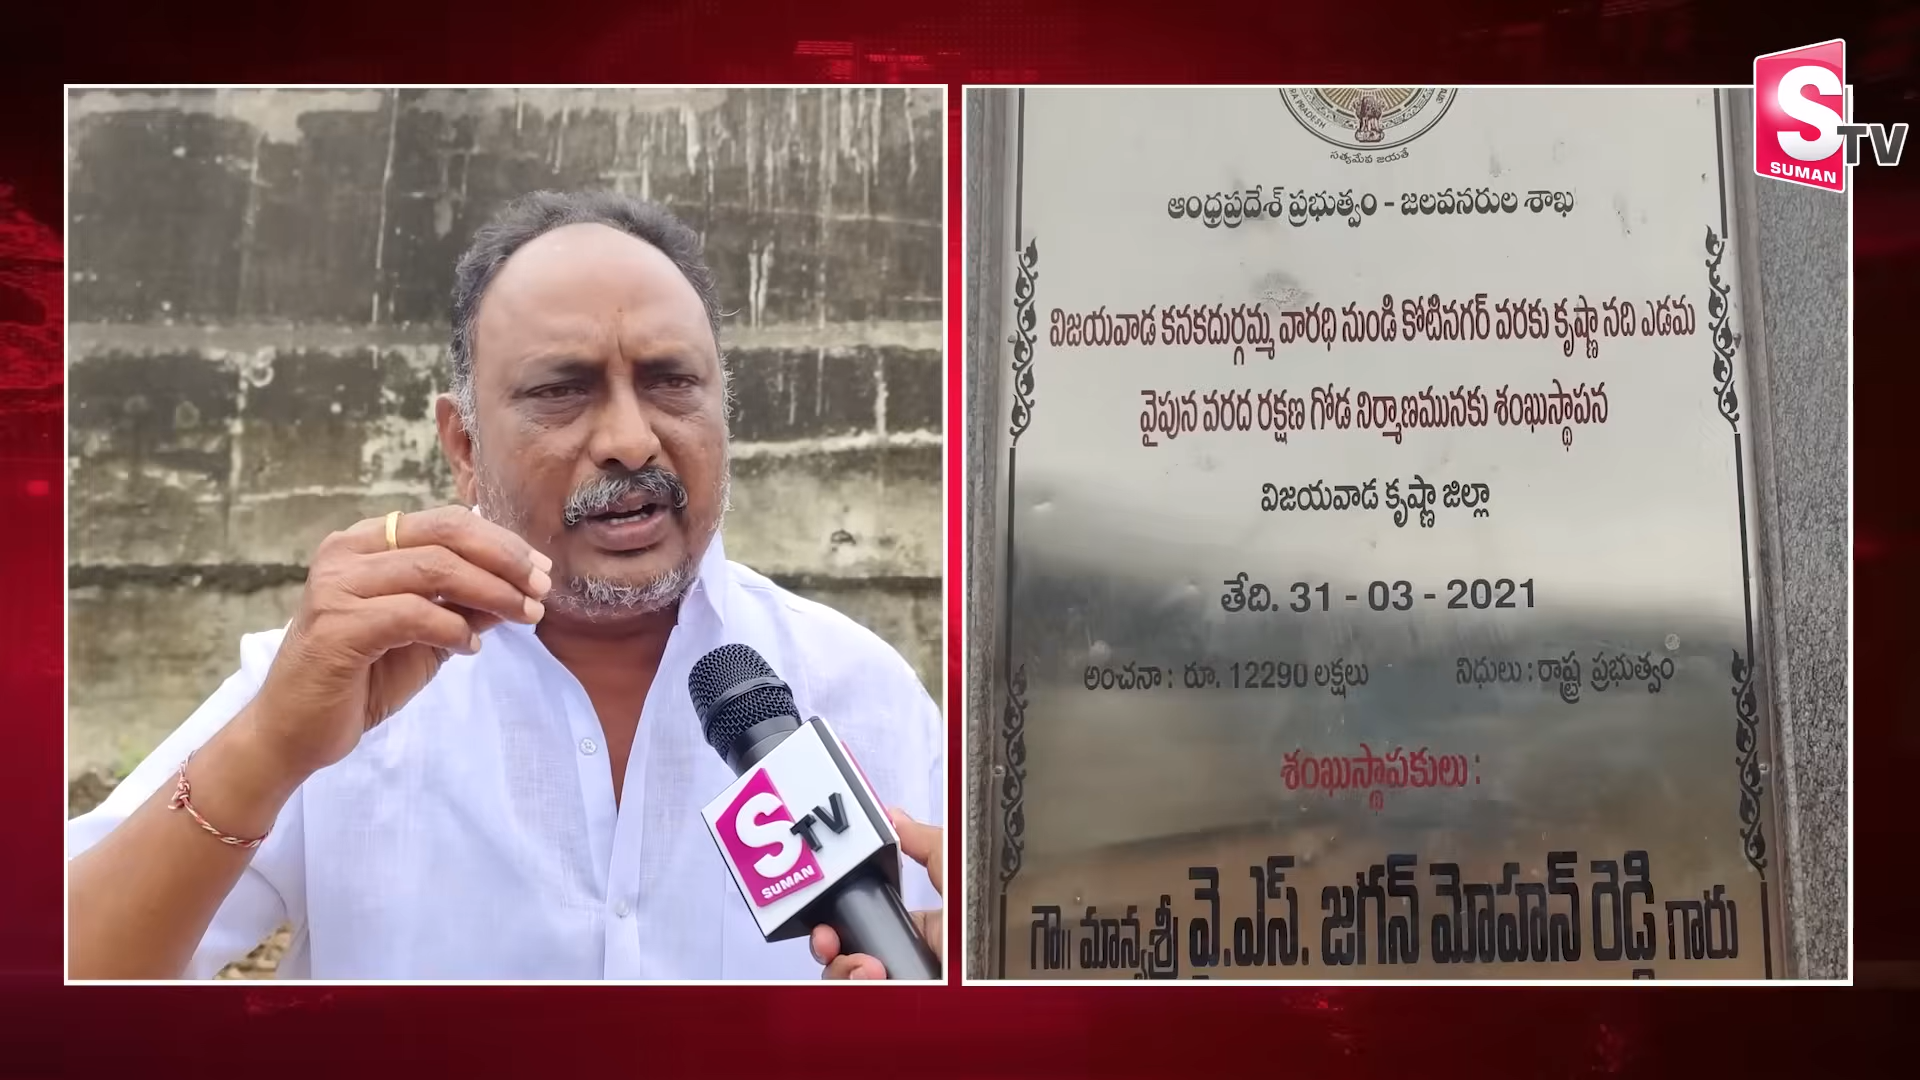 S
TV
SUMAN
RA PRADESH
సత్యమేవ జయతే
ఆంధ్రప్రదేశ్ ప్రభుత్వం - జలవనరుల శాఖ
విజయవాడ కనకదుర్గమ్మ వారధి నుండి కోటినగర్ వరకు కృష్ణా నది ఎడమ
వైపున వరద రక్షణ గోడ నిర్మాణమునకు శంఖుస్థాపన
విజయవాడ కృష్ణా జిల్లా
తేది. 31 - 03 - 2021
అంచనా : రూ. 12290 లక్షలు నిధులు : రాష్ట్ర ప్రభుత్వం
శంఖుస్థాపకులు :
గౌ|| మాన్యశ్రీ వై.ఎస్. జగన్ మోహన్ రెడ్డి గారు
S
TV
SUMAN